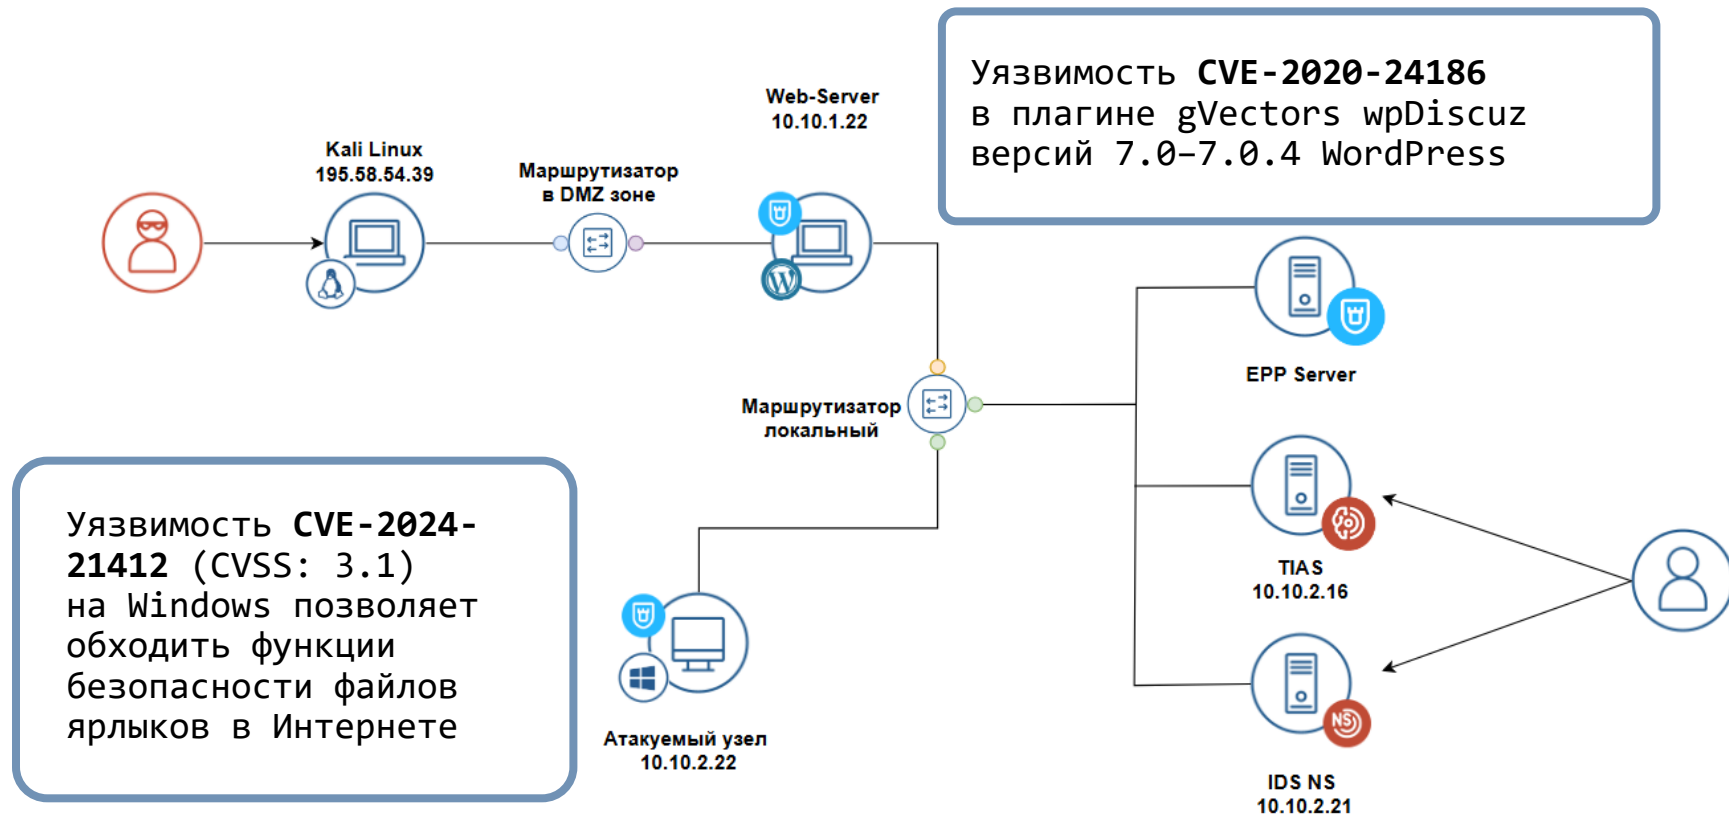 Уязвимость CVE-2020-24186
в плагине gVectors wpDiscuz
версий 7.0–7.0.4 WordPress
Web-Server
10.10.1.22
Kali Linux
195.58.54.39
Маршрутизатор
в DMZ зоне
W
EPP Server
Маршрутизатор
локальный
Уязвимость CVE-2024-
21412 (CVSS: 3.1)
на Windows позволяет
обходить функции
безопасности файлов
ярлыков в Интернете
TIAS
10.10.2.16
Атакуемый узел
10.10.2.22
NS
IDS NS
10.10.2.21